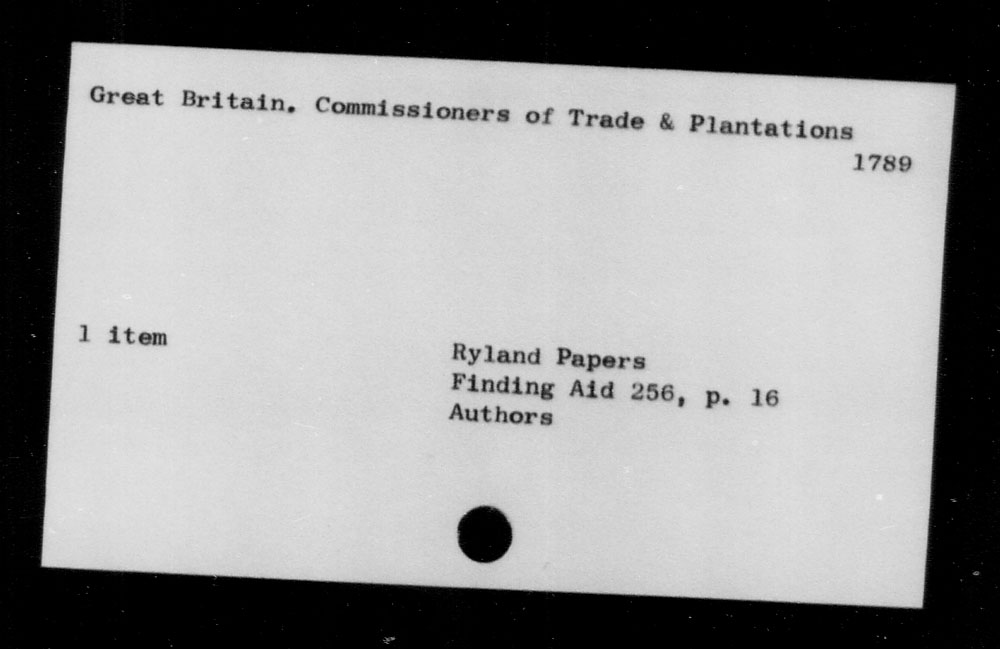 Great Britain. Commissioners of Trade & Plantations
1789
1 item
Ryland Papers
Finding Aid 256, p. 16
Authors